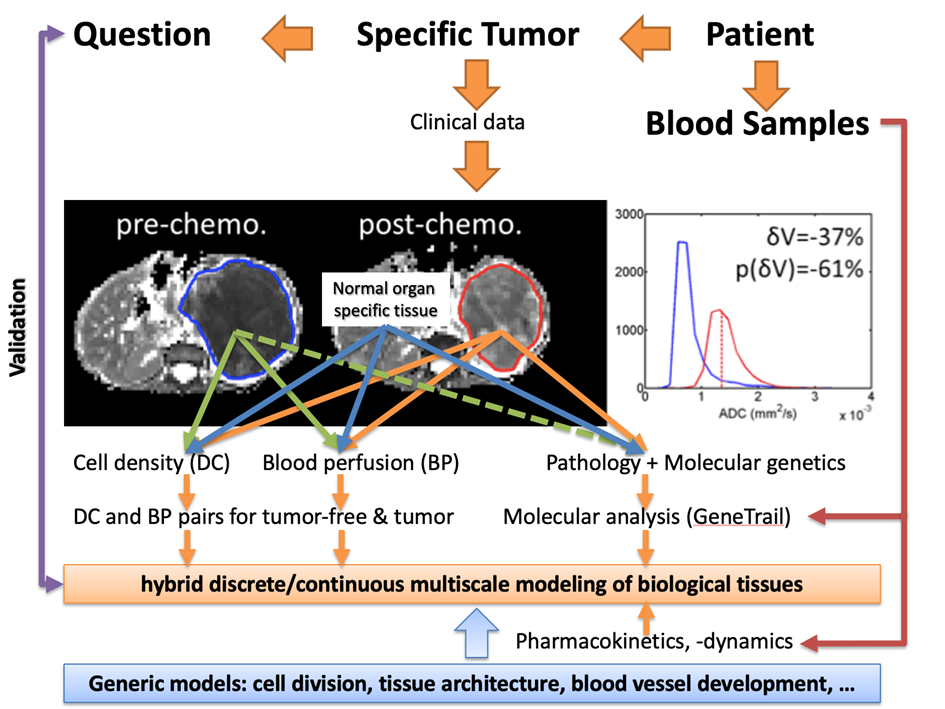 Question
Specific Tumor
Patient
Clinical data
Blood Samples
Validation
pre-chemo.
post-chemo.
Normal organ
specific tissue
3000
2000
1000
0
δV=-37%
p(δV)=-61%
0 1 2 3 4
ADC (mm²/s)
x 10⁻³
Cell density (DC)
Blood perfusion (BP)
Pathology + Molecular genetics
DC and BP pairs for tumor-free & tumor
Molecular analysis (GeneTrail)
hybrid discrete/continuous multiscale modeling of biological tissues
Pharmacokinetics, -dynamics
Generic models: cell division, tissue architecture, blood vessel development, ...